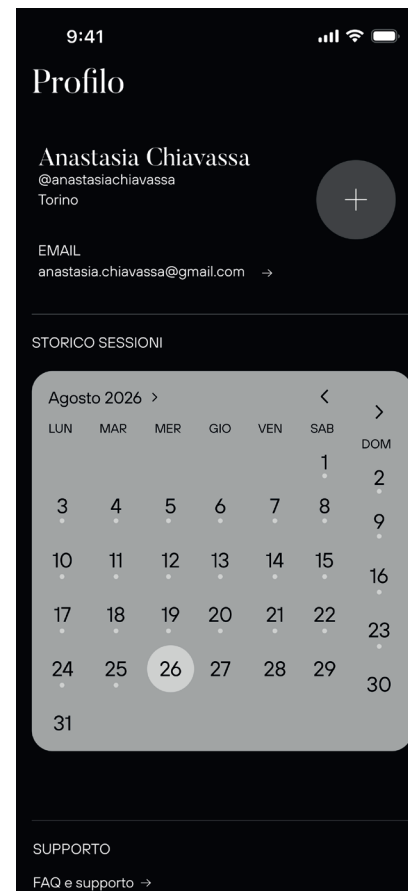 9:41
Profilo
Anastasia Chiavassa
@anastasiachiavassa
Torino
EMAIL
anastasia.chiavassa@gmail.com →
STORICO SESSIONI
Agosto 2026 >
LUN MAR MER GIO VEN SAB DOM
1 2
3 4 5 6 7 8 9
10 11 12 13 14 15 16
17 18 19 20 21 22 23
24 25 26 27 28 29 30
31
SUPPORTO
FAQ e supporto →